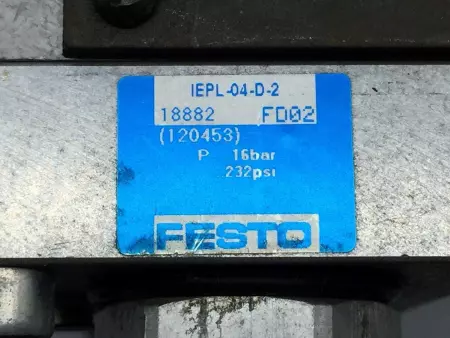 IEPL-04-D-2
18882 FD02
(120453)
P 16bar
232psi
FESTO